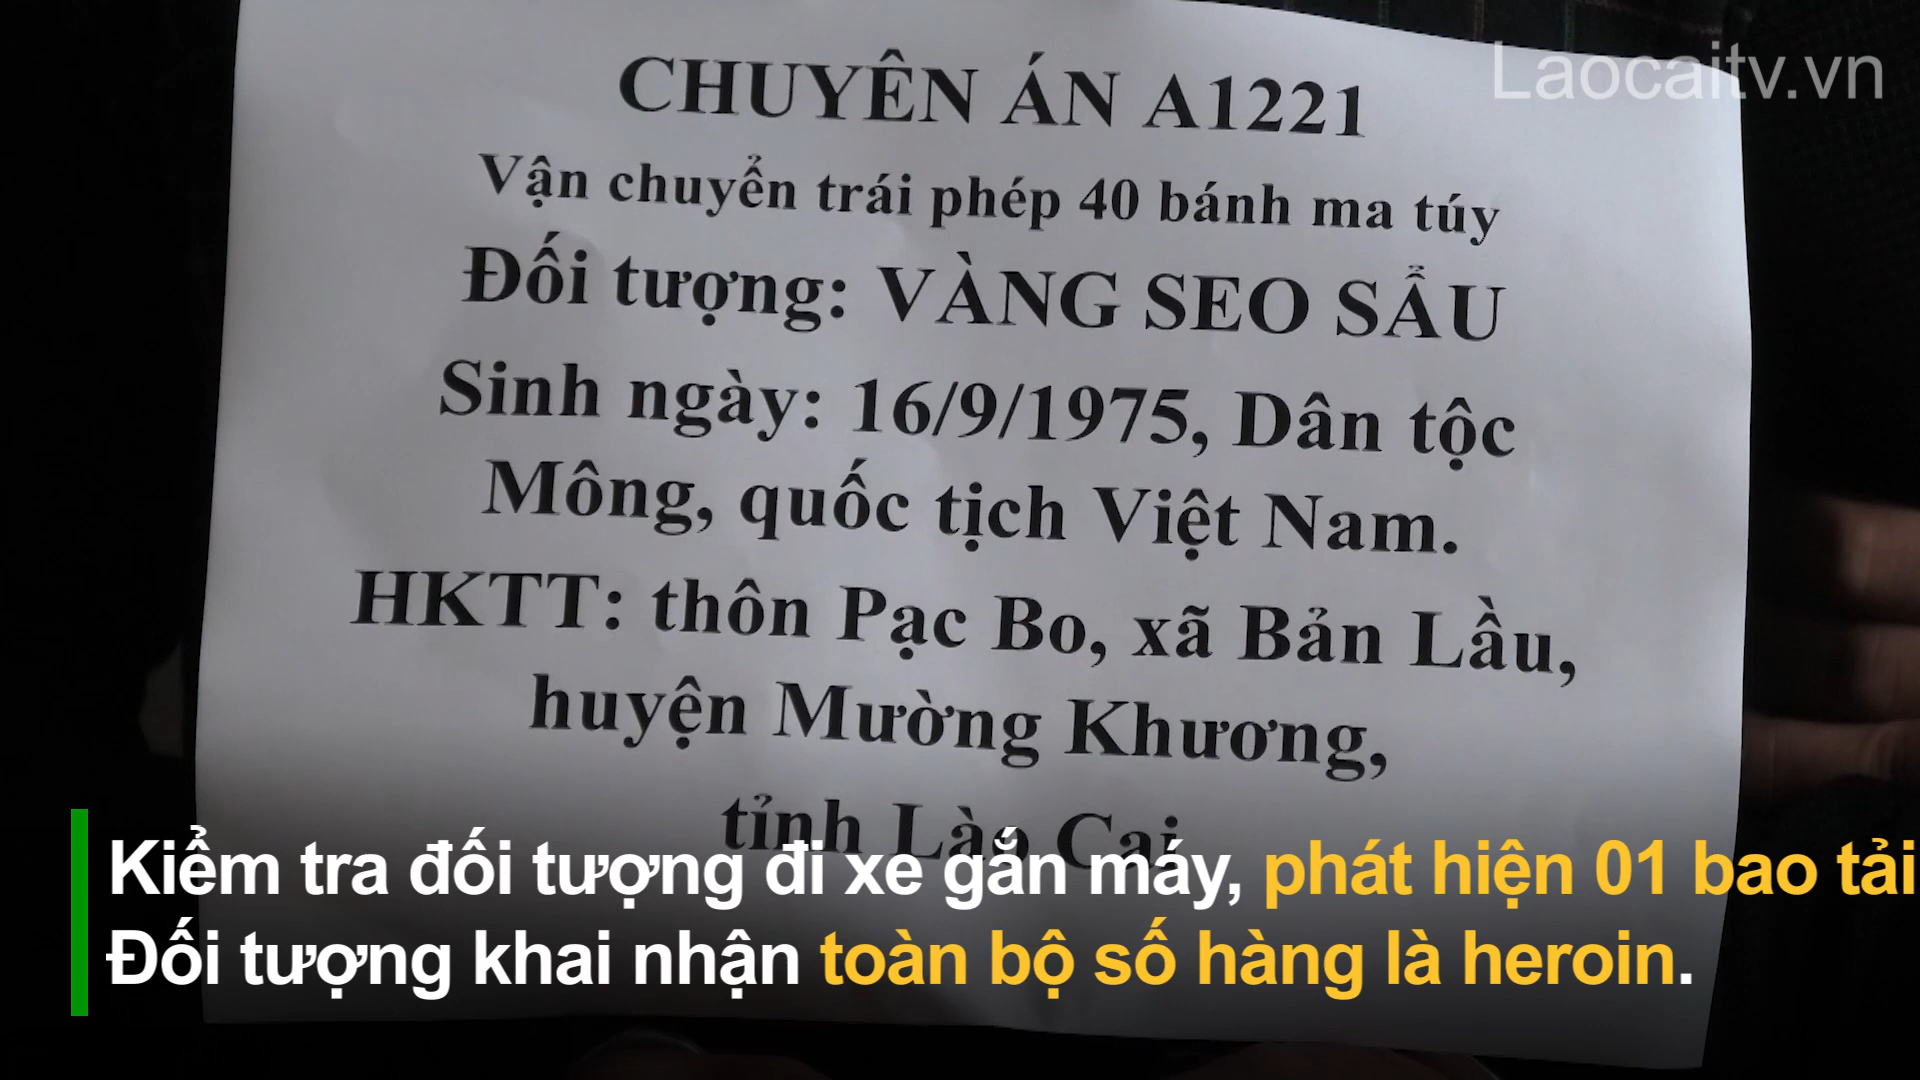 Laocaitv.vn
CHUYÊN ÁN A1221
Vận chuyển trái phép 40 bánh ma túy
Đối tượng: VÀNG SEO SẨU
Sinh ngày: 16/9/1975, Dân tộc
Mông, quốc tịch Việt Nam.
HKTT: thôn Pạc Bo, xã Bản Lầu,
huyện Mường Khương,
tỉnh Lào Cai
Kiểm tra đối tượng đi xe gắn máy, phát hiện 01 bao tải
Đối tượng khai nhận toàn bộ số hàng là heroin.